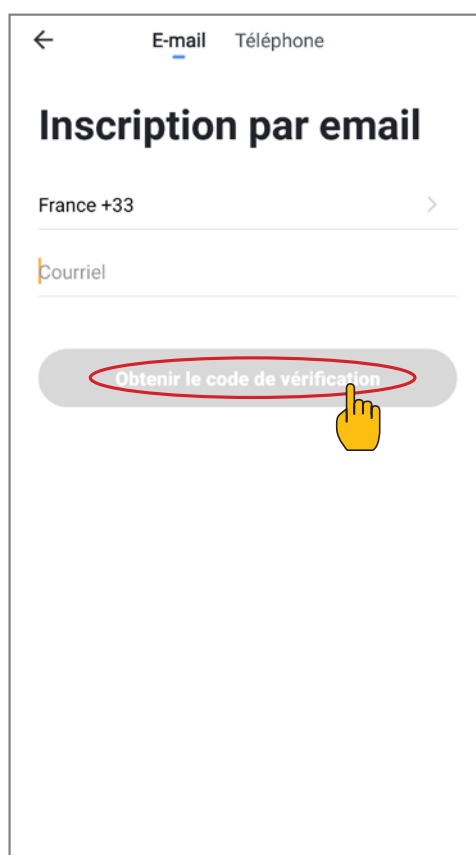 E-mail Téléphone
Inscription par email
France +33
Courriel
Obtenir le code de vérification